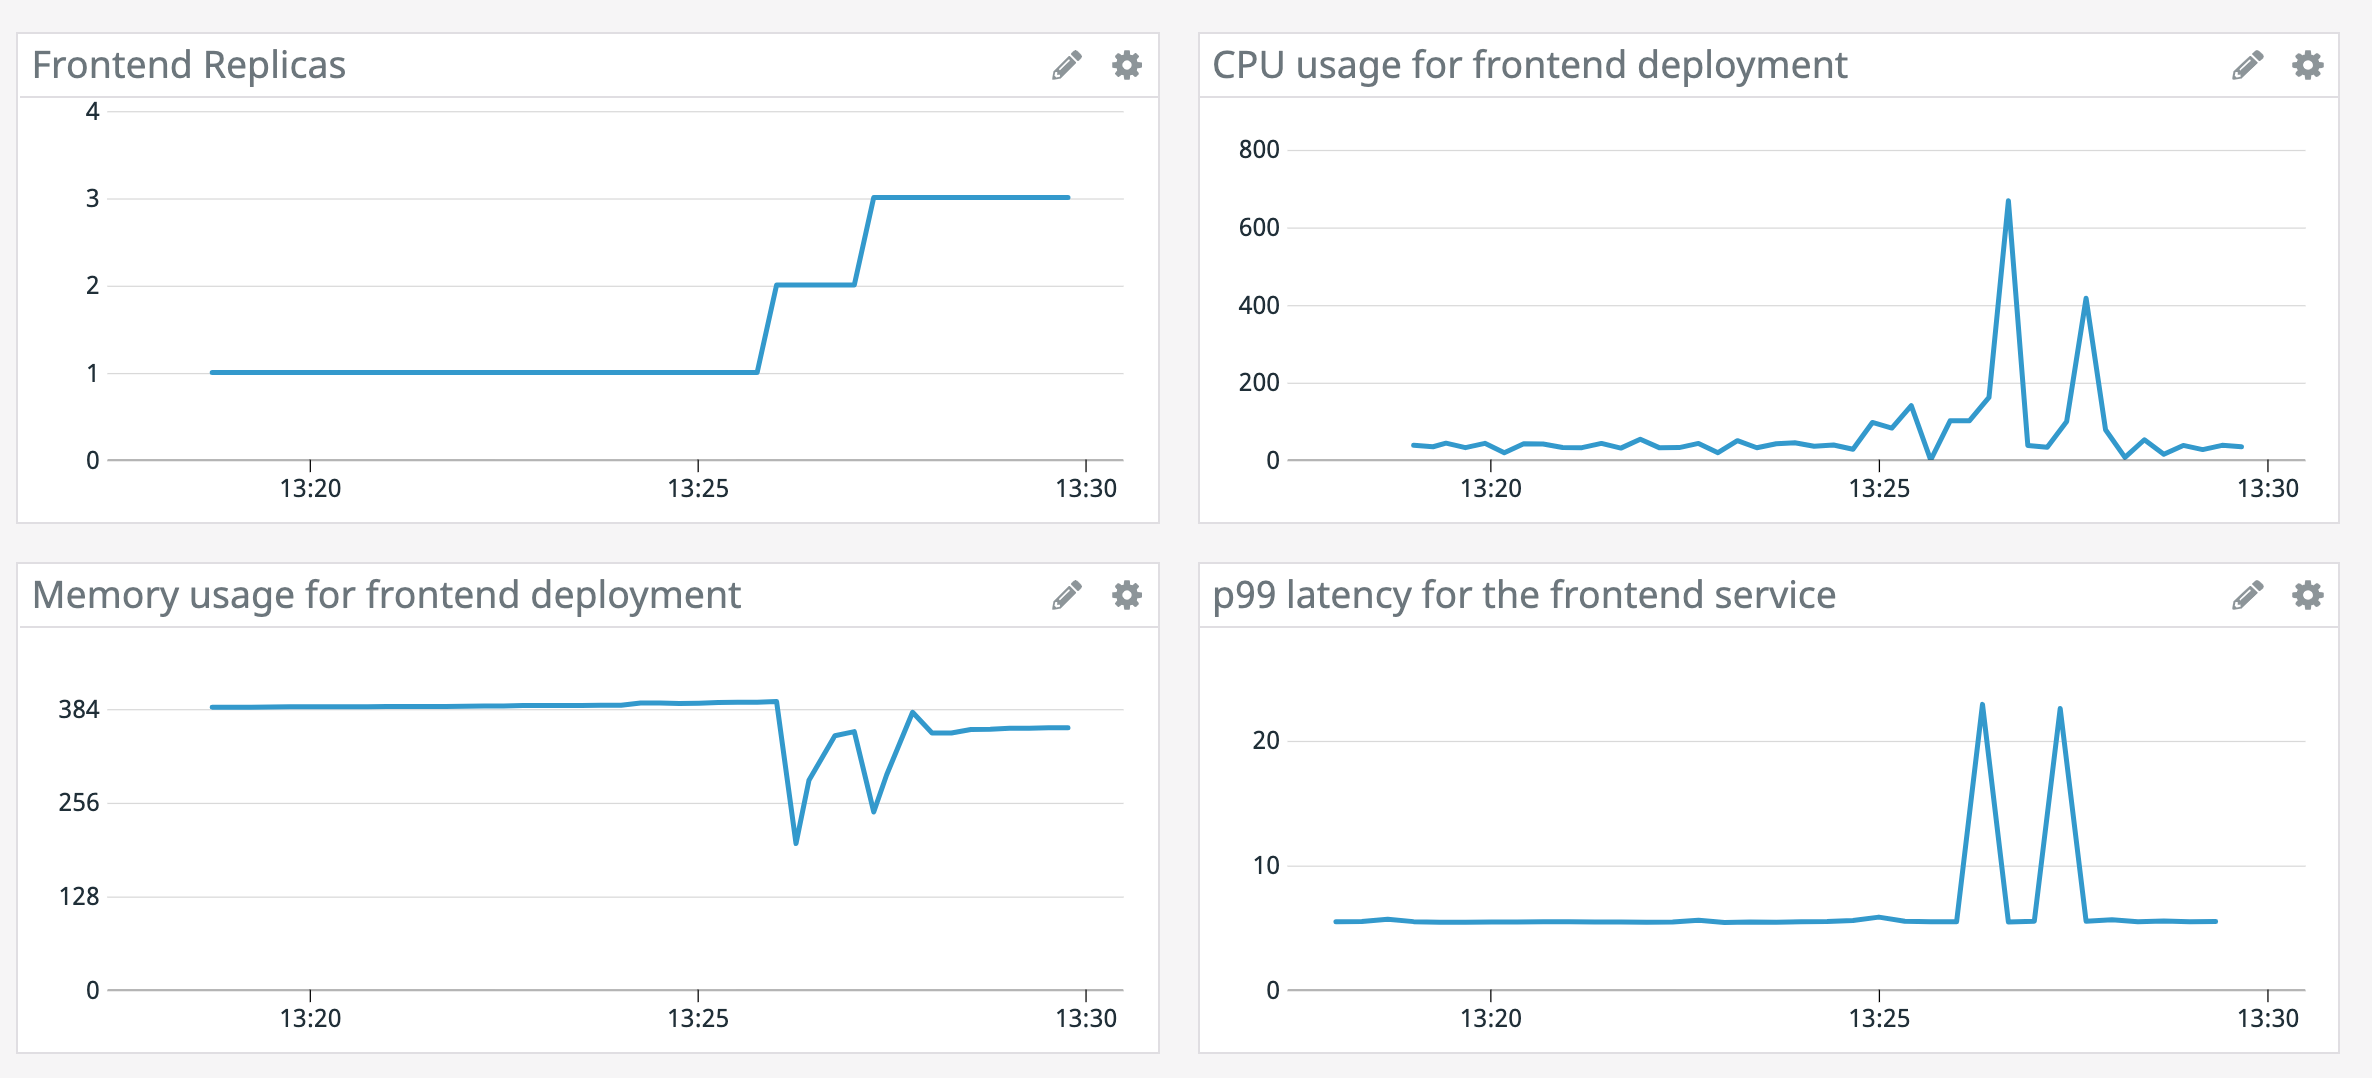 Frontend Replicas
4
3
2
1
0
13:20 13:25 13:30
CPU usage for frontend deployment
800
600
400
200
0
13:20 13:25 13:30
Memory usage for frontend deployment
384
256
128
0
13:20 13:25 13:30
p99 latency for the frontend service
20
10
0
13:20 13:25 13:30